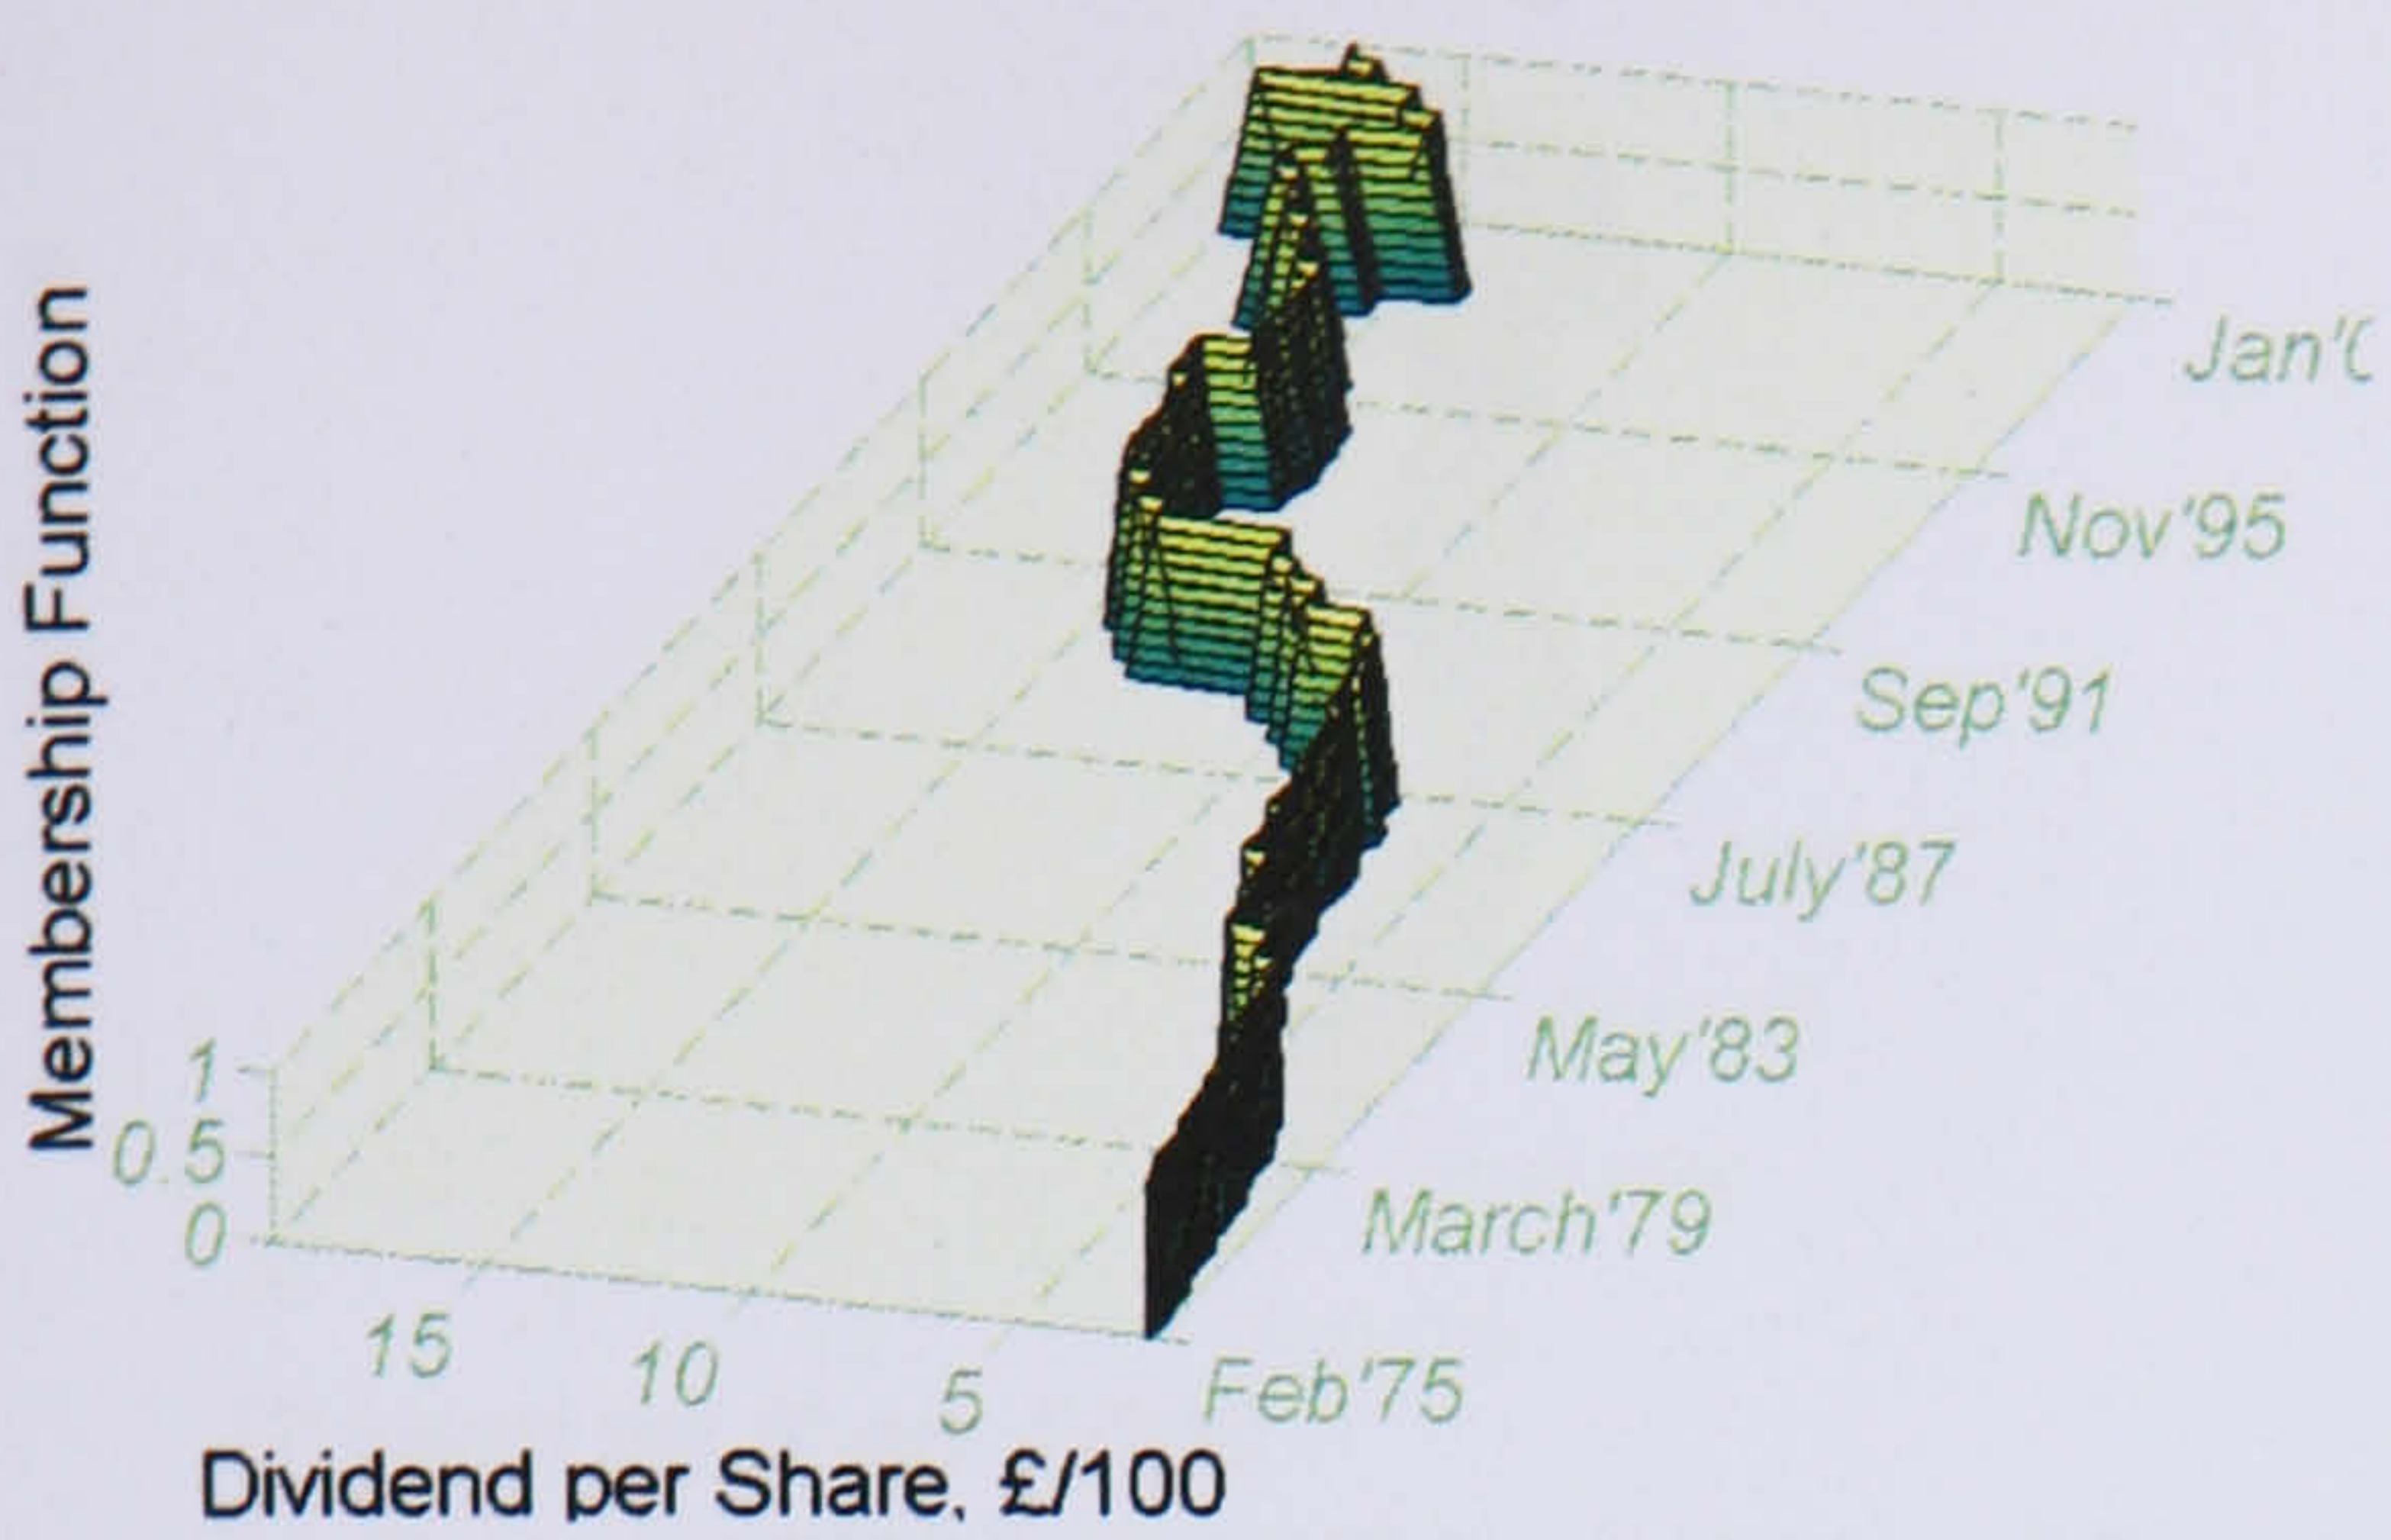 Membership Function
1
0.5
0
15
10
5
Dividend per Share, £/100
Feb'75
March'79
May'83
July'87
Sep'91
Nov'95